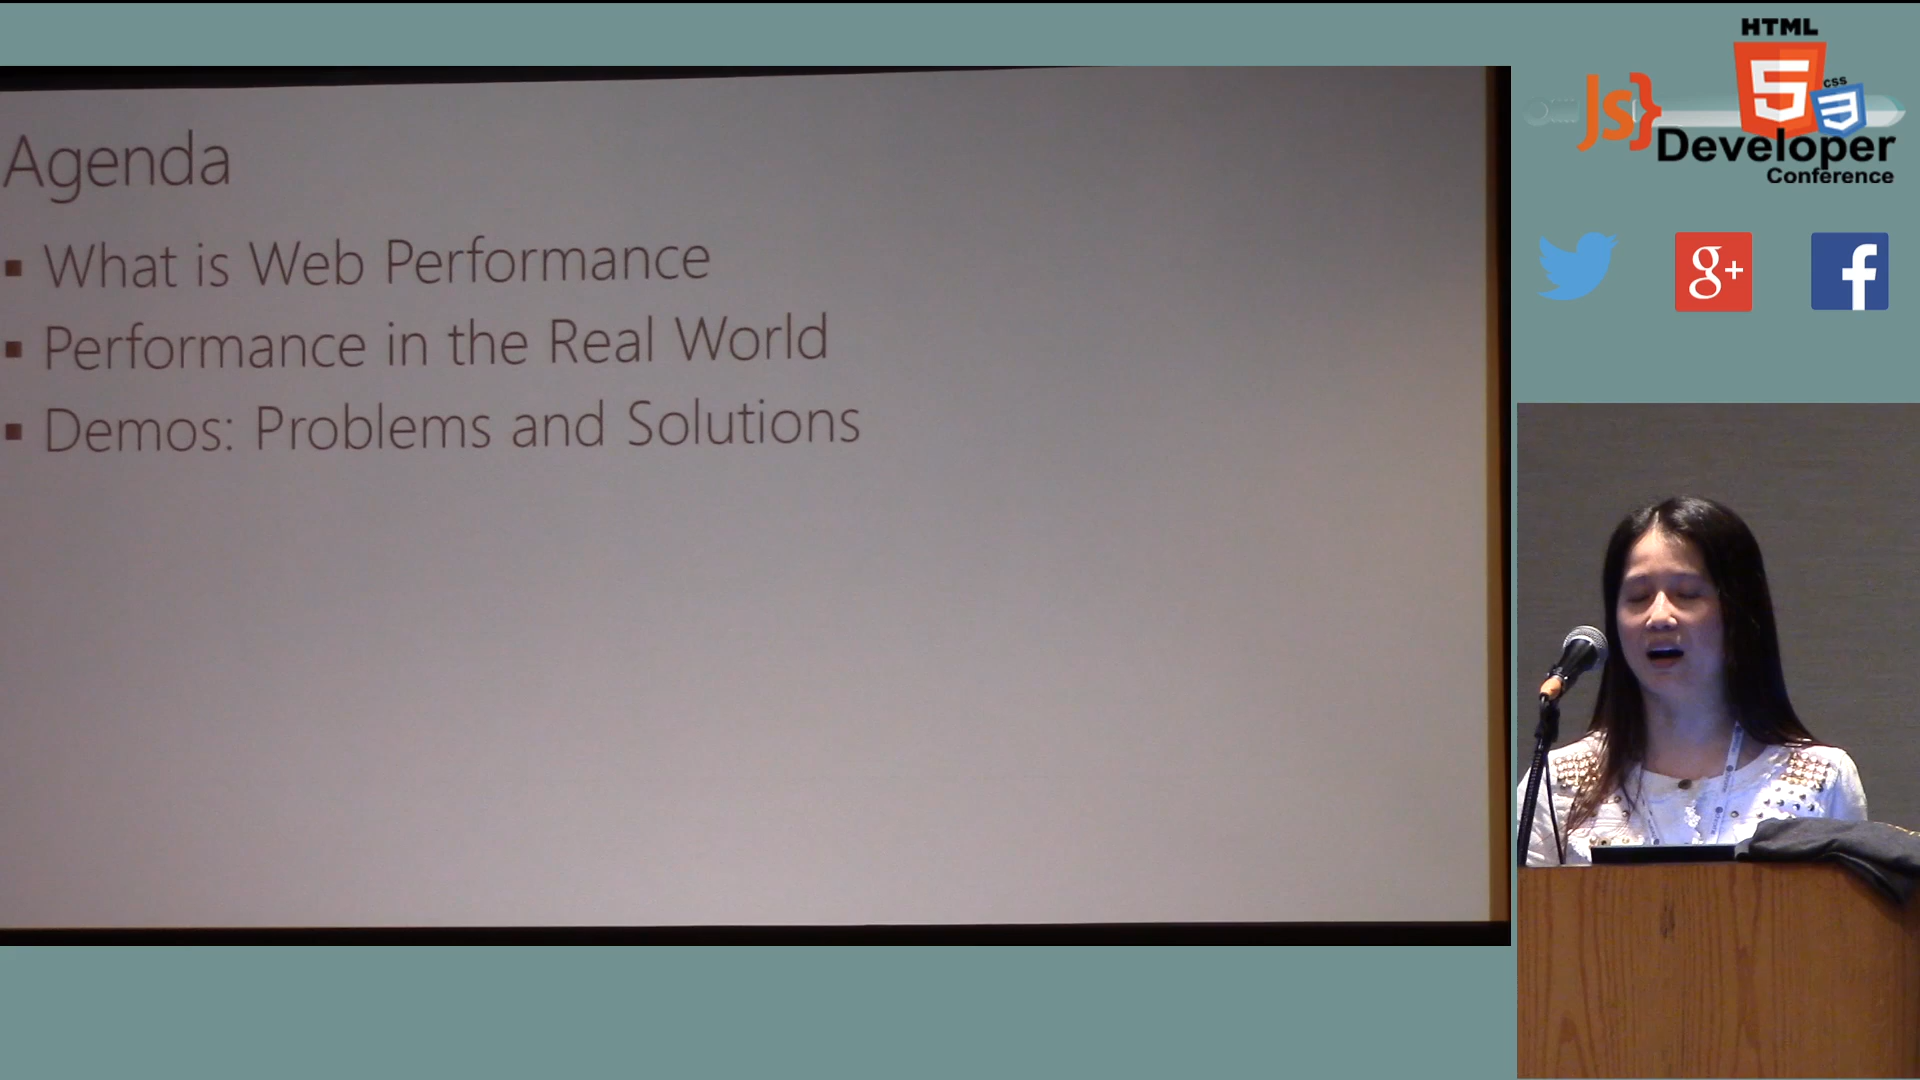 Agenda
▪ What is Web Performance
▪ Performance in the Real World
▪ Demos: Problems and Solutions
HTML
5
JS}
CSS
3
Developer
Conference
g+
f